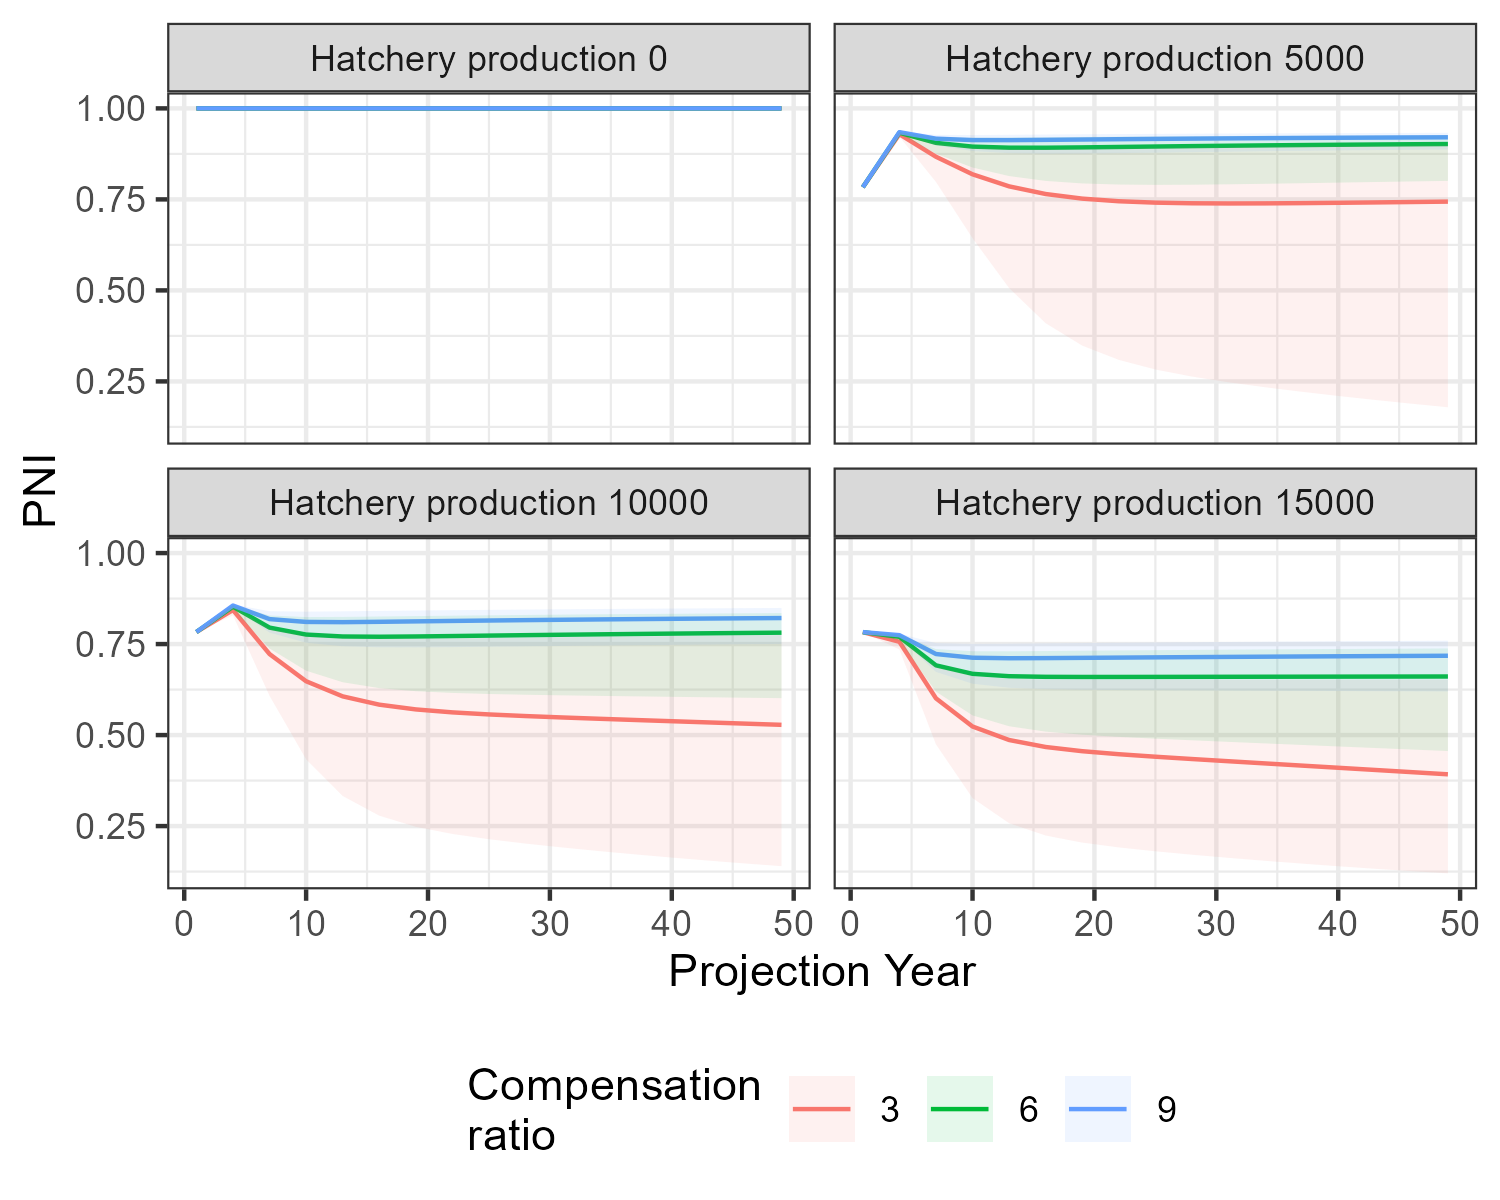 Hatchery production 0
Hatchery production 5000
1.00
0.75
0.50
0.25
PNI
Hatchery production 10000
Hatchery production 15000
1.00
0.75
0.50
0.25
0 10 20 30 40 50
0 10 20 30 40 50
Projection Year
Compensation
ratio
3 6 9